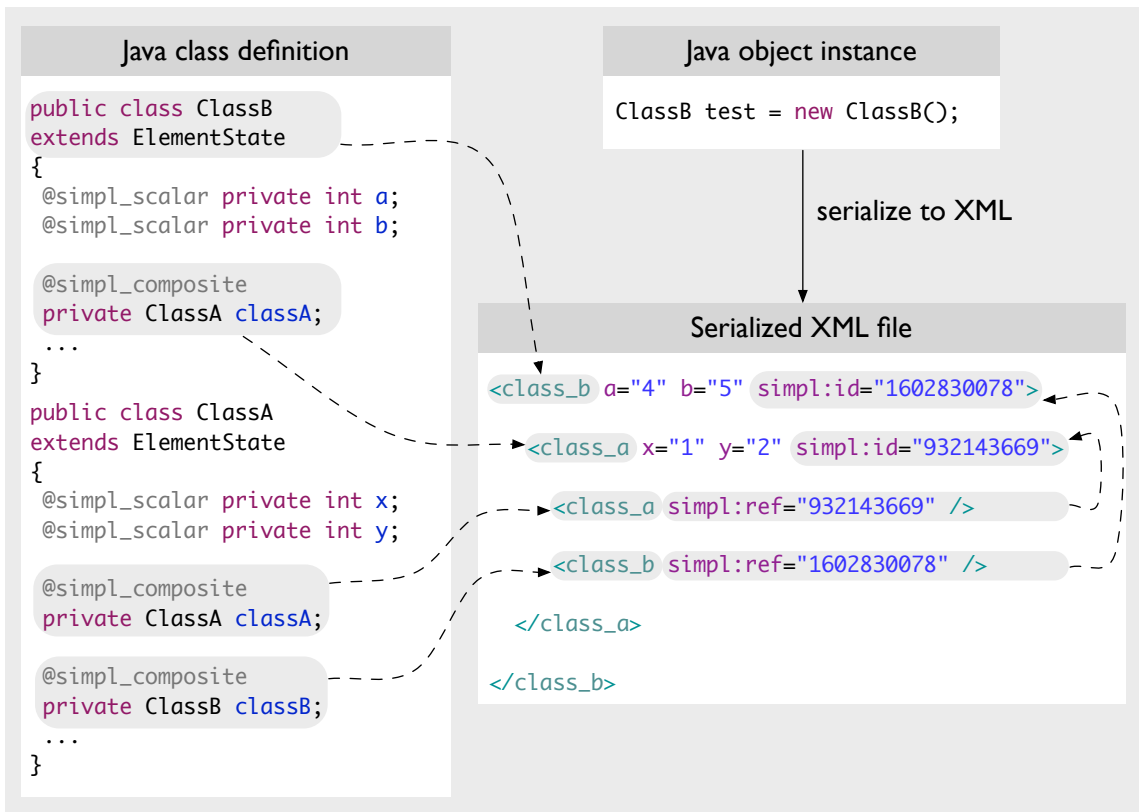 Java class definition
public class ClassB
extends ElementState
{
@simpl_scalar private int a;
@simpl_scalar private int b;
@simpl_composite
private ClassA classA;
...
}
public class ClassA
extends ElementState
{
@simpl_scalar private int x;
@simpl_scalar private int y;
@simpl_composite
private ClassA classA;
@simpl_composite
private ClassB classB;
...
}
Java object instance
ClassB test = new ClassB();
serialize to XML
Serialized XML file
<class_b a="4" b="5" simpl:id="1602830078">
<class_a x="1" y="2" simpl:id="932143669">
<class_a simpl:ref="932143669" />
<class_b simpl:ref="1602830078" />
</class_a>
</class_b>